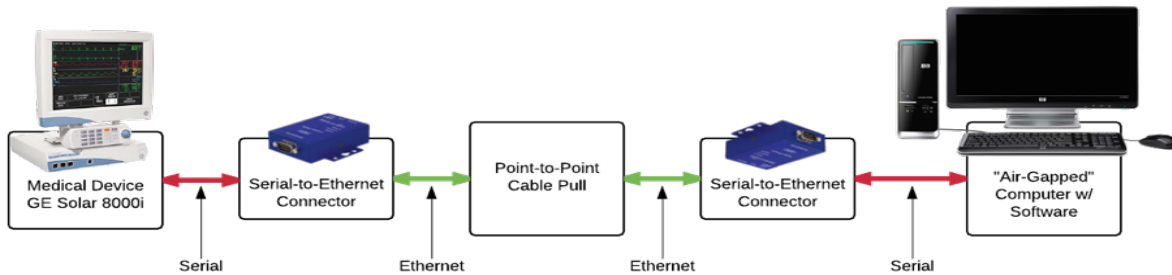 Medical Device
GE Solar 8000i
Serial-to-Ethernet
Connector
Point-to-Point
Cable Pull
Serial-to-Ethernet
Connector
"Air-Gapped"
Computer w/
Software
Serial
Ethernet
Ethernet
Serial